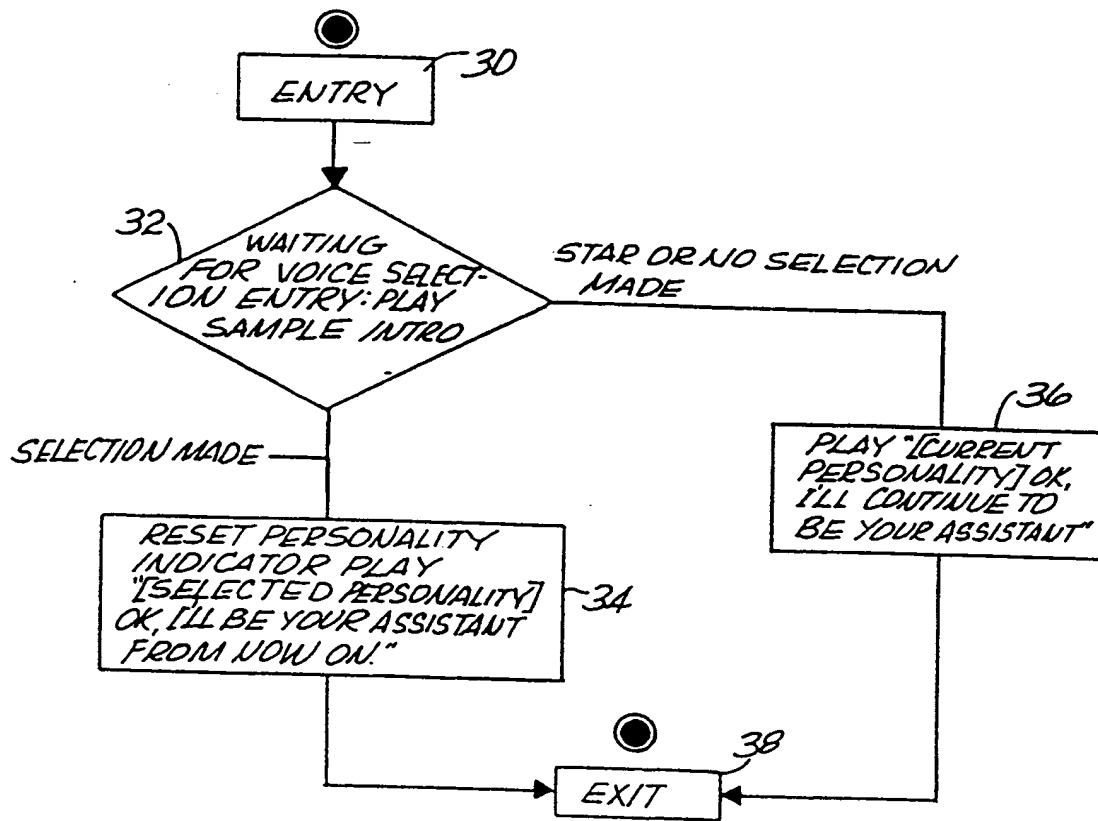 30
ENTRY
32
WAITING
FOR VOICE SELECT-
ION ENTRY: PLAY
SAMPLE INTRO
STAR OR NO SELECTION
MADE
36
PLAY "[CURRENT
PERSONALITY] OK,
I'LL CONTINUE TO
BE YOUR ASSISTANT"
SELECTION MADE
RESET PERSONALITY
INDICATOR PLAY
"[SELECTED PERSONALITY]
OK, I'LL BE YOUR ASSISTANT
FROM NOW ON."
34
38
EXIT